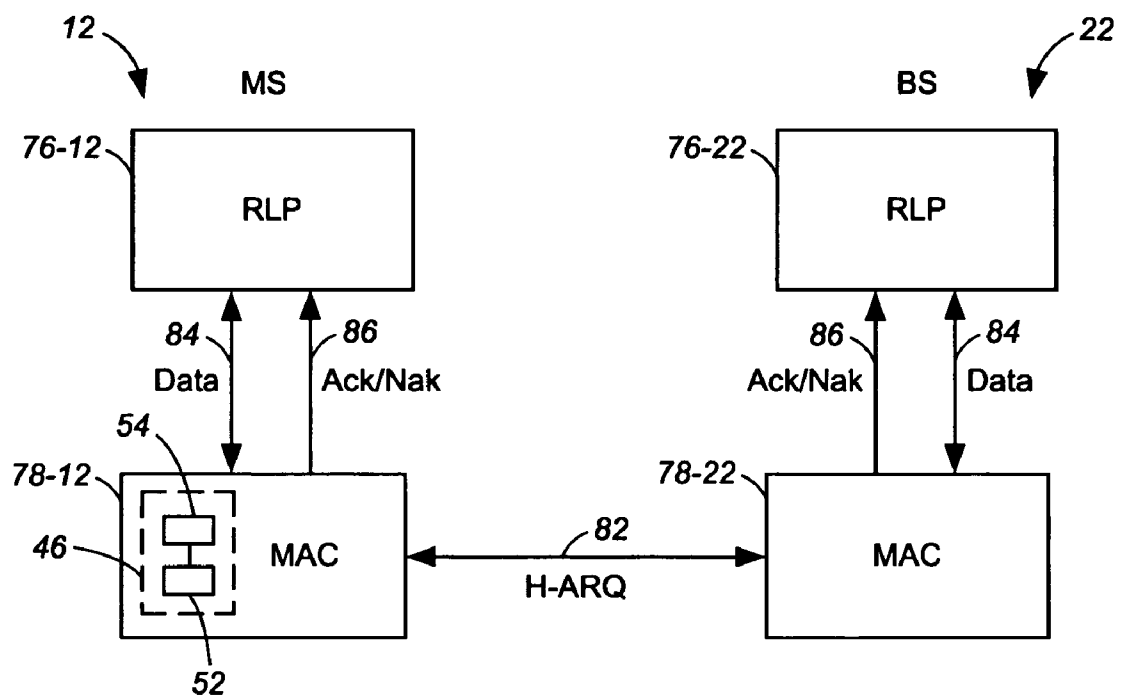 12
22
MS
BS
76-12
76-22
RLP
RLP
84
86
86
84
Data
Ack/Nak
Ack/Nak
Data
54
78-12
78-22
46
MAC
82
MAC
H-ARQ
52